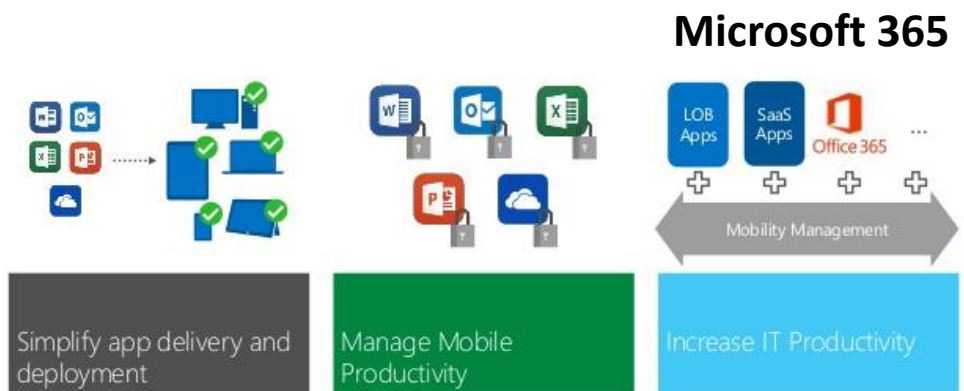 Microsoft 365
W
O
X
P
W
O
X
P
LOB
Apps
SaaS
Apps
Office 365
...
Mobility Management
Simplify app delivery and
deployment
Manage Mobile
Productivity
Increase IT Productivity